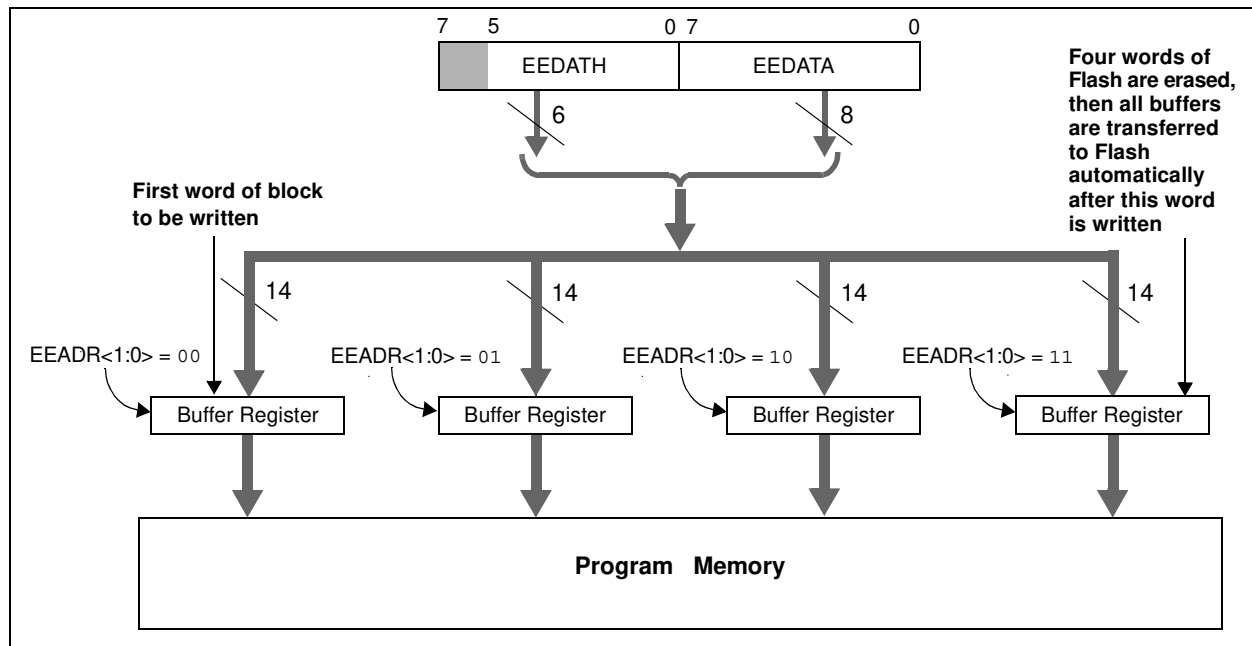 7 5 0 7 0
EEDATH EEDATA
6 8
Four words of
Flash are erased,
then all buffers
are transferred
to Flash
automatically
after this word
is written
First word of block
to be written
14 14 14 14
EEADR<1:0> = 00 EEADR<1:0> = 01 EEADR<1:0> = 10 EEADR<1:0> = 11
Buffer Register Buffer Register Buffer Register Buffer Register
Program Memory